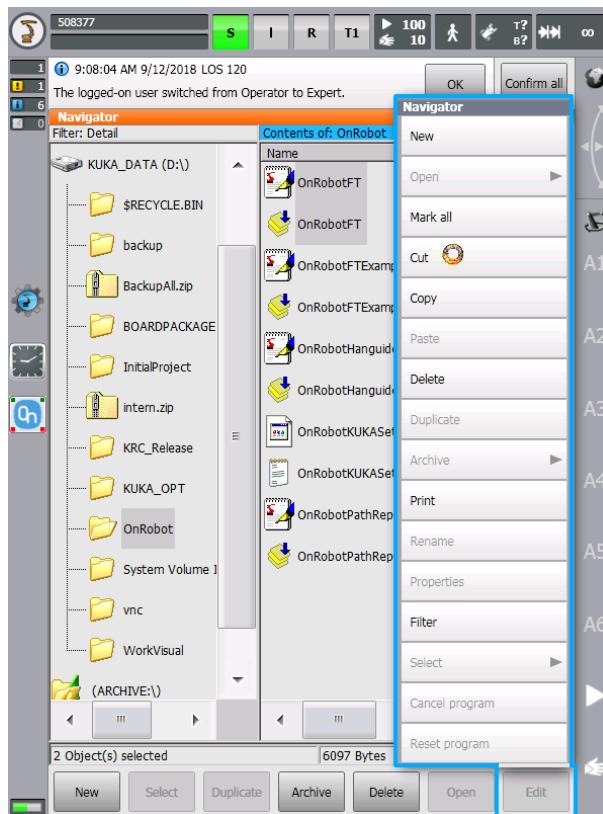 508377
S
I
R
T1
100
10
T?
B?
∞
1
1
6
0
9:08:04 AM 9/12/2018 LOS 120
The logged-on user switched from Operator to Expert.
OK
Confirm all
Navigator
Filter: Detail
Contents of: OnRobot
Name
KUKA_DATA (D:\)
$RECYCLE.BIN
backup
BackupAll.zip
BOARDPACKAGE
InitialProject
intern.zip
KRC_Release
KUKA_OPT
OnRobot
System Volume I
vnc
WorkVisual
(ARCHIVE:\)
OnRobotFT
OnRobotFT
OnRobotFTExamp
OnRobotFTExamp
OnRobotHanguide
OnRobotHanguide
OnRobotKUKASet
OnRobotKUKASet
OnRobotPathRep
OnRobotPathRep
Navigator
New
Open
Mark all
Cut
Copy
Paste
Delete
Duplicate
Archive
Print
Rename
Properties
Filter
Select
Cancel program
Reset program
A1
A2
A3
A4
A5
A6
On
2 Object(s) selected
6097 Bytes
New
Select
Duplicate
Archive
Delete
Open
Edit